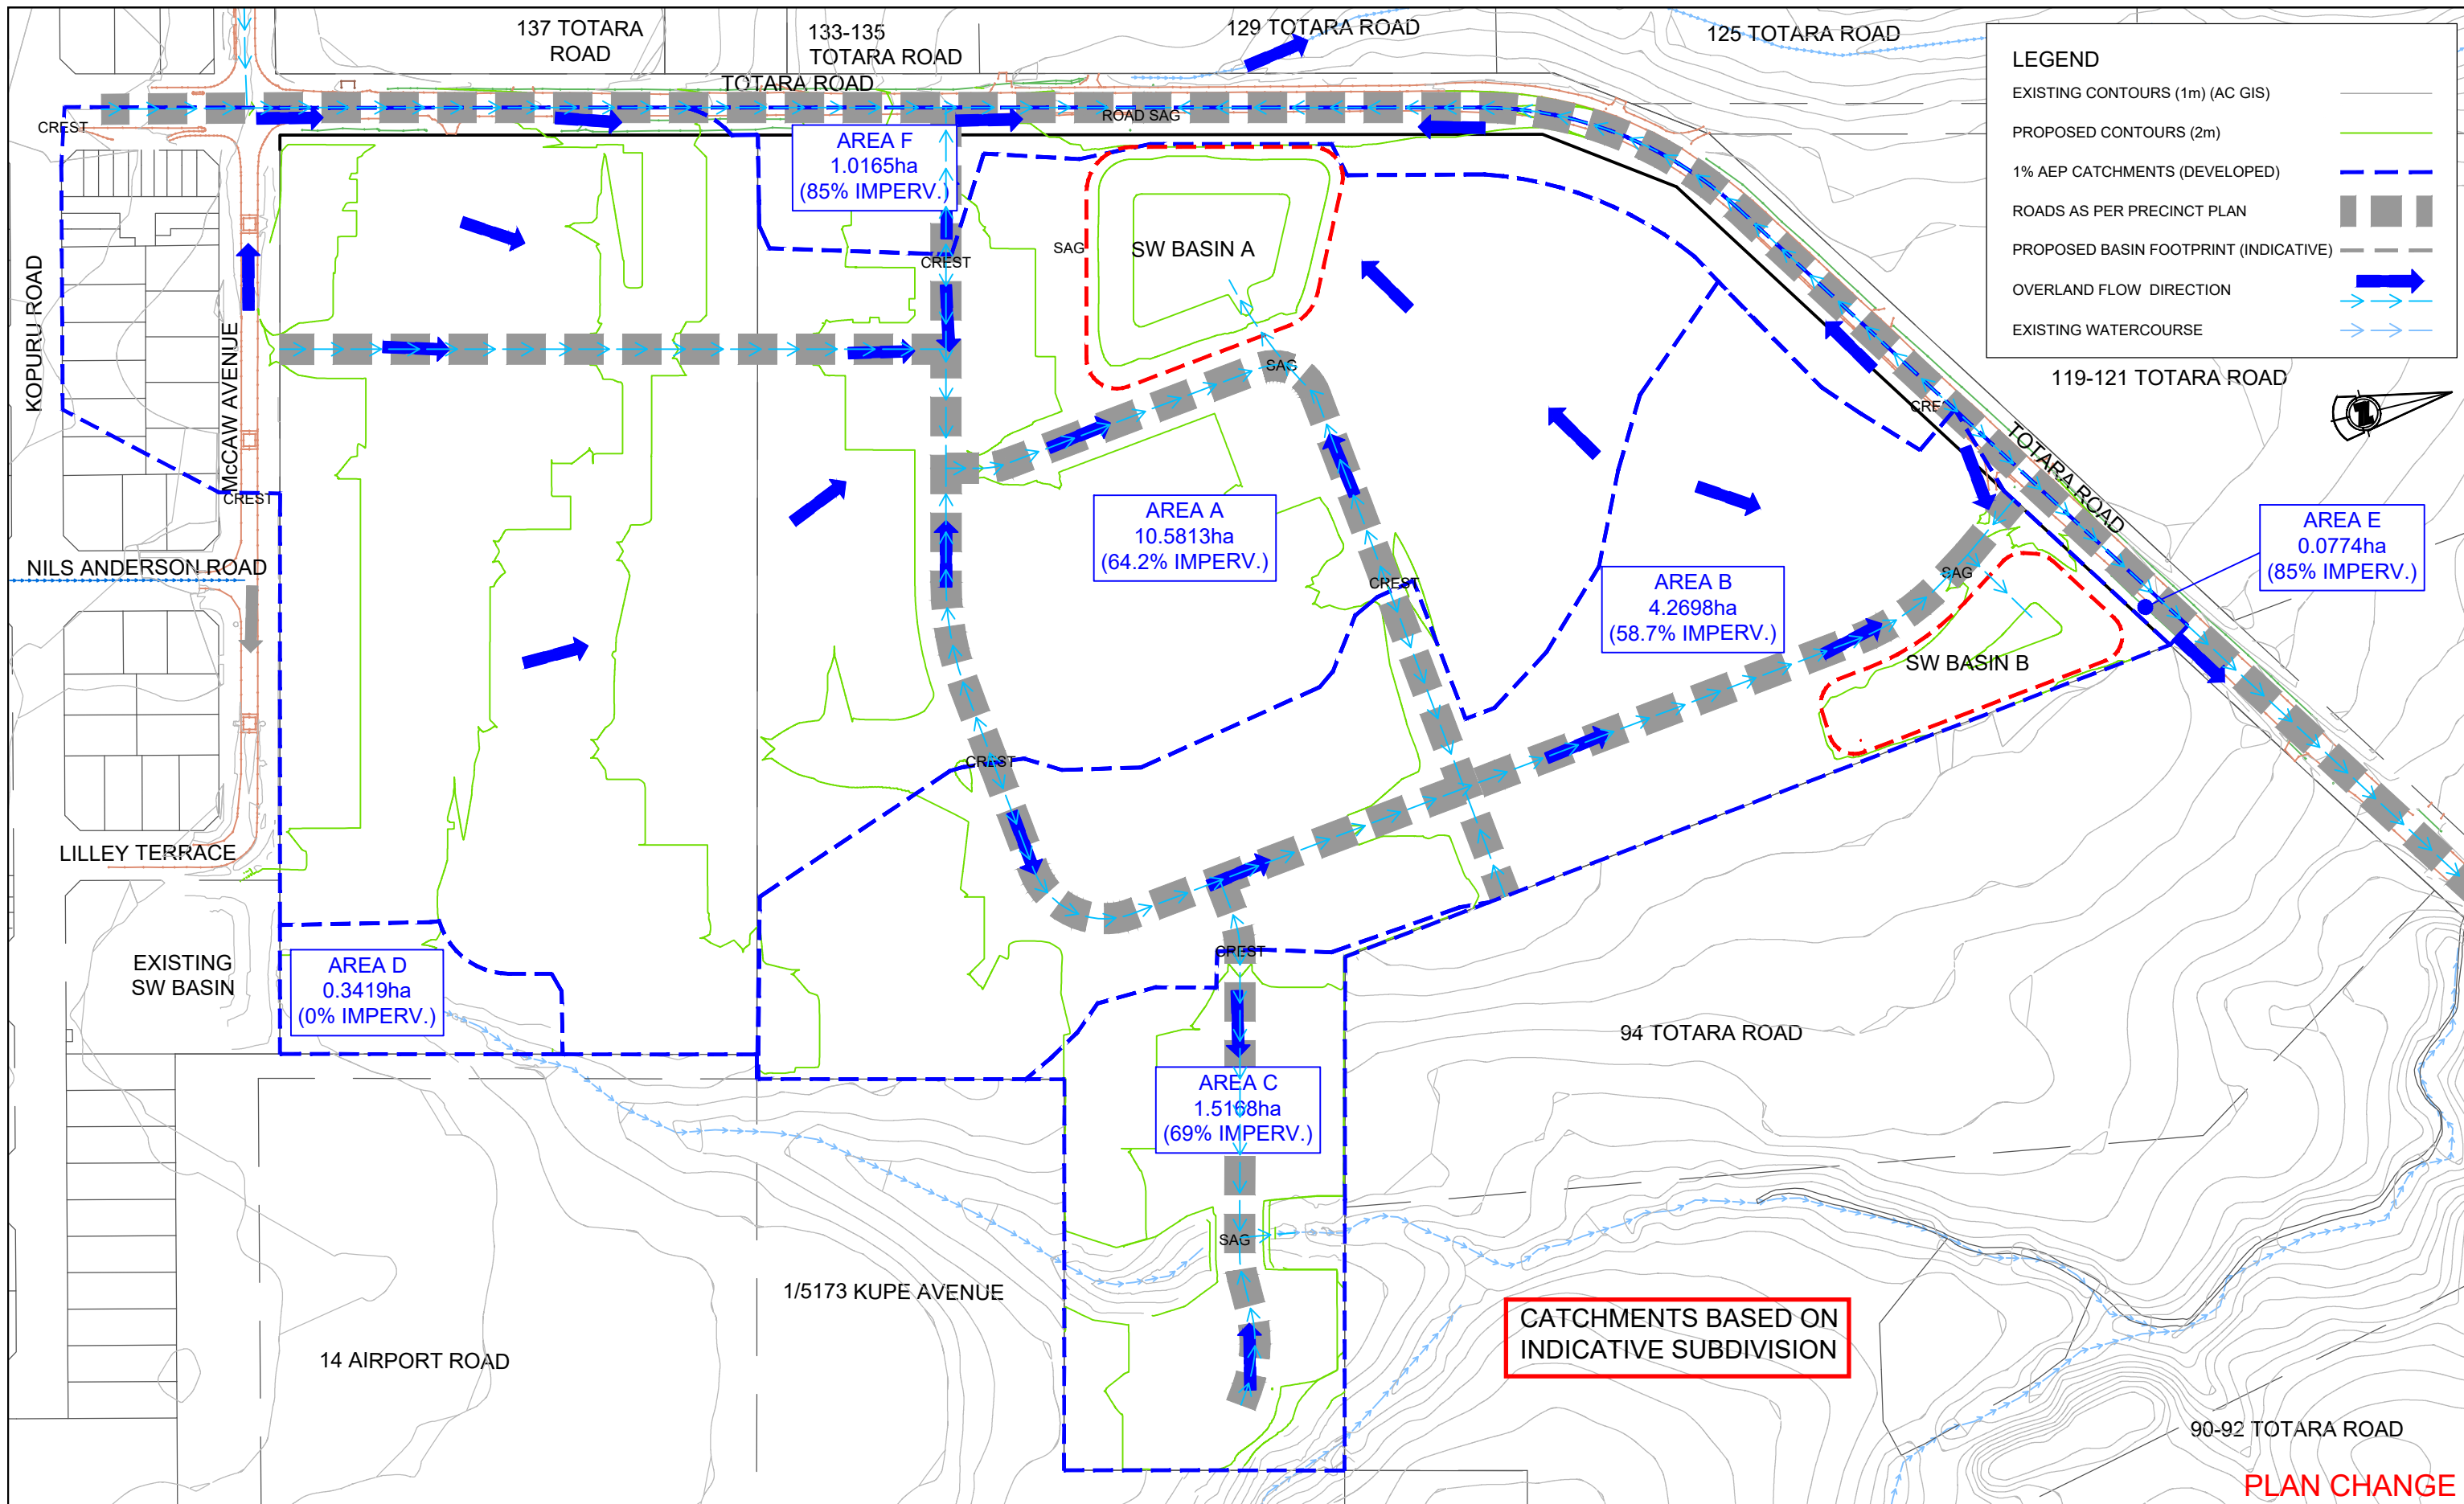 137 TOTARA
ROAD
133-135
TOTARA ROAD
129 TOTARA ROAD
125 TOTARA ROAD
TOTARA ROAD
LEGEND
EXISTING CONTOURS (1m) (AC GIS)
PROPOSED CONTOURS (2m)
1% AEP CATCHMENTS (DEVELOPED)
ROADS AS PER PRECINCT PLAN
PROPOSED BASIN FOOTPRINT (INDICATIVE)
OVERLAND FLOW DIRECTION
EXISTING WATERCOURSE
CREST
ROAD SAG
AREA F
1.0165ha
(85% IMPERV.)
SAG
SW BASIN A
CREST
KOPURU ROAD
McCAW AVENUE
SAG
119-121 TOTARA ROAD
CREST
TOTARA ROAD
CREST
AREA A
10.5813ha
(64.2% IMPERV.)
AREA E
0.0774ha
(85% IMPERV.)
NILS ANDERSON ROAD
CREST
AREA B
4.2698ha
(58.7% IMPERV.)
SAG
SW BASIN B
CREST
LILLEY TERRACE
CREST
EXISTING
SW BASIN
AREA D
0.3419ha
(0% IMPERV.)
94 TOTARA ROAD
AREA C
1.5168ha
(69% IMPERV.)
SAG
1/5173 KUPE AVENUE
14 AIRPORT ROAD
CATCHMENTS BASED ON
INDICATIVE SUBDIVISION
90-92 TOTARA ROAD
PLAN CHANGE